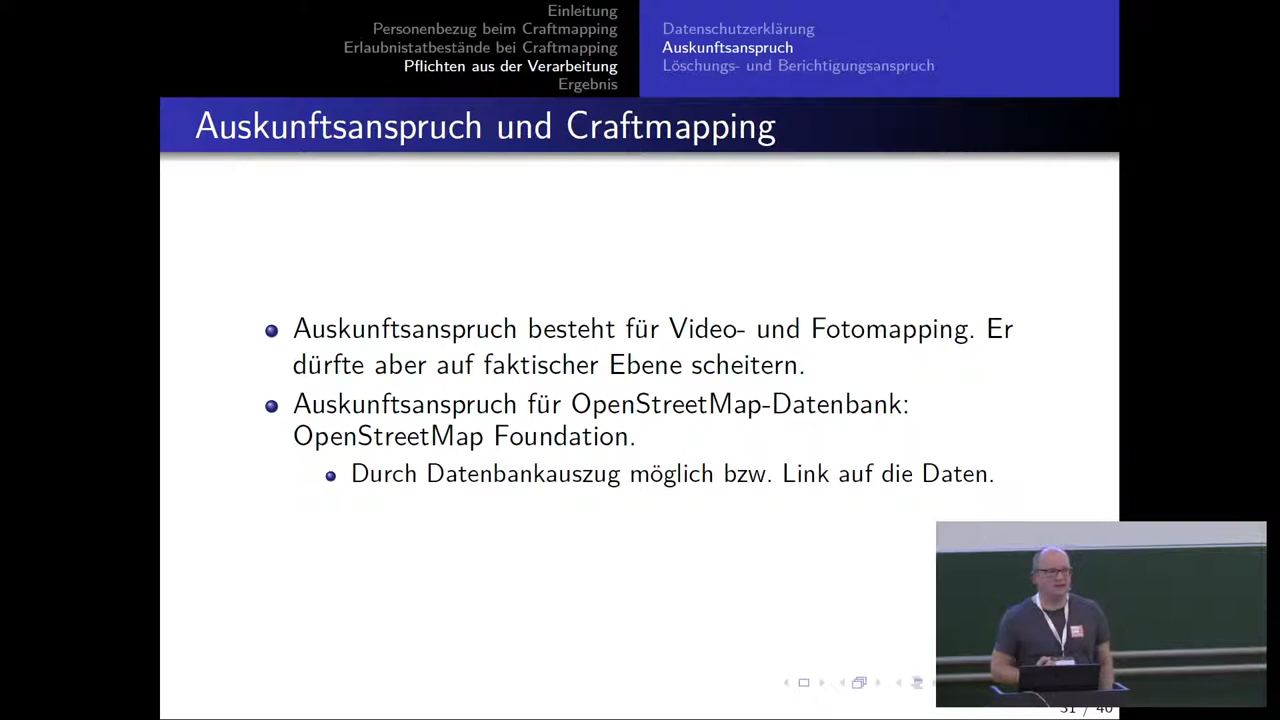 Einleitung
Personenbezug beim Craftmapping
Erlaubnistatbestände bei Craftmapping
Pflichten aus der Verarbeitung
Ergebnis
Datenschutzerklärung
Auskunftsanspruch
Löschungs- und Berichtigungsanspruch
Auskunftsanspruch und Craftmapping
Auskunftsanspruch besteht für Video- und Fotomapping. Er
dürfte aber auf faktischer Ebene scheitern.
Auskunftsanspruch für OpenStreetMap-Datenbank:
OpenStreetMap Foundation.
Durch Datenbankauszug möglich bzw. Link auf die Daten.
31 / 40